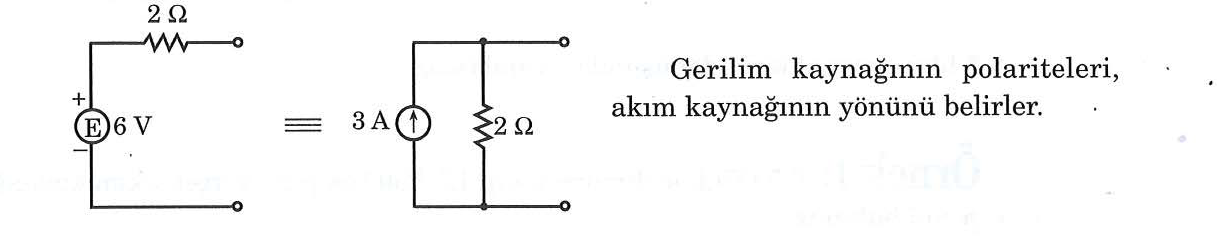 2 Ω
+
E 6 V
−
≡
3 A
2 Ω
Gerilim kaynağının polariteleri,
akım kaynağının yönünü belirler.